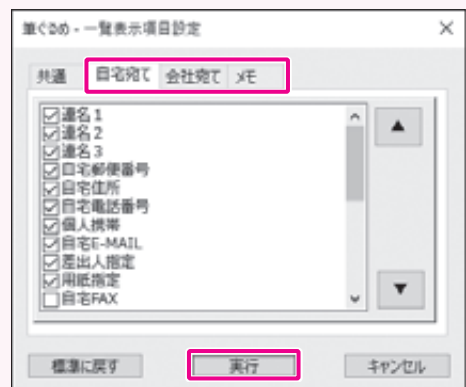 筆ぐるめ - 一覧表示項目設定
共通 自宅宛て 会社宛て メモ
連名1
連名2
連名3
自宅郵便番号
自宅住所
自宅電話番号
個人携帯
自宅E-MAIL
差出人指定
用紙指定
自宅FAX
標準に戻す 実行 キャンセル